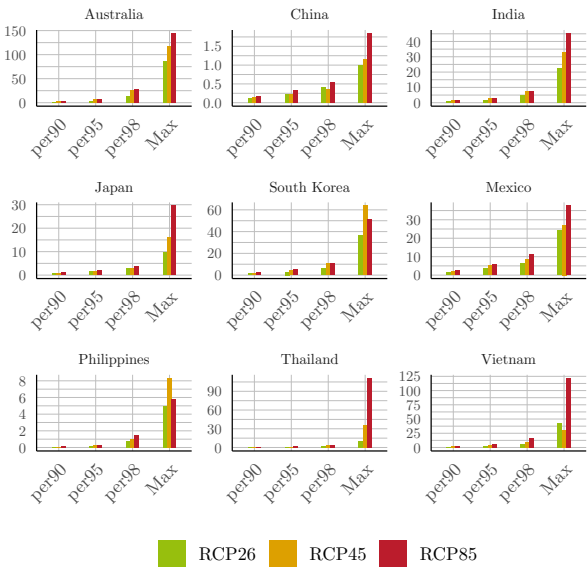 Australia
150
100
50
0
per90 per95 per98 Max
China
1.5
1.0
0.5
0.0
per90 per95 per98 Max
India
40
30
20
10
0
per90 per95 per98 Max
Japan
30
20
10
0
per90 per95 per98 Max
South Korea
60
40
20
0
per90 per95 per98 Max
Mexico
30
20
10
0
per90 per95 per98 Max
Philippines
8
6
4
2
0
per90 per95 per98 Max
Thailand
90
60
30
0
per90 per95 per98 Max
Vietnam
125
100
75
50
25
0
per90 per95 per98 Max
RCP26 RCP45 RCP85